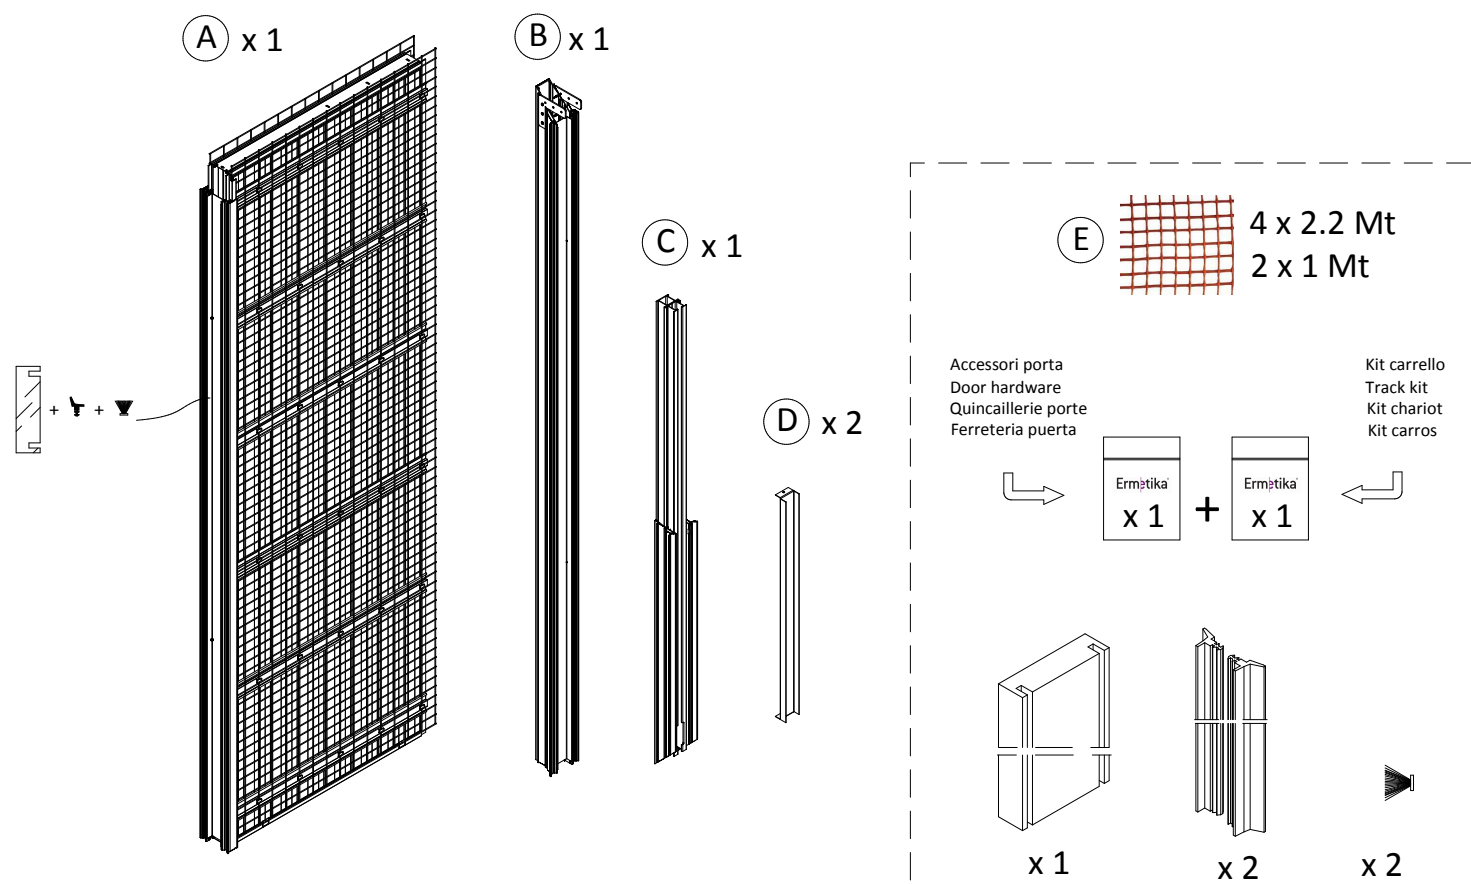 A x 1
B x 1
C x 1
D x 2
+ +
E
4 x 2.2 Mt
2 x 1 Mt
Accessori porta
Door hardware
Quincaillerie porte
Ferreteria puerta
Kit carrello
Track kit
Kit chariot
Kit carros
Ermetika
x 1
+
Ermetika
x 1
x 1
x 2
x 2